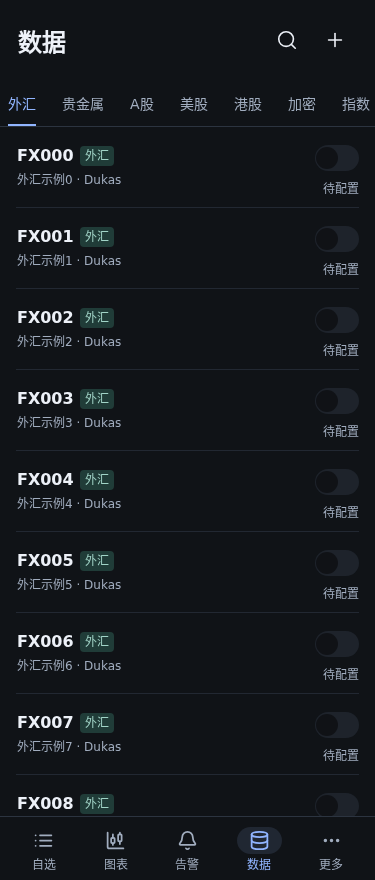 数据
外汇 贵金属 A股 美股 港股 加密 指数
FX000 外汇
外汇示例0 · Dukas
待配置
FX001 外汇
外汇示例1 · Dukas
待配置
FX002 外汇
外汇示例2 · Dukas
待配置
FX003 外汇
外汇示例3 · Dukas
待配置
FX004 外汇
外汇示例4 · Dukas
待配置
FX005 外汇
外汇示例5 · Dukas
待配置
FX006 外汇
外汇示例6 · Dukas
待配置
FX007 外汇
外汇示例7 · Dukas
待配置
FX008 外汇
自选 图表 告警 数据 更多